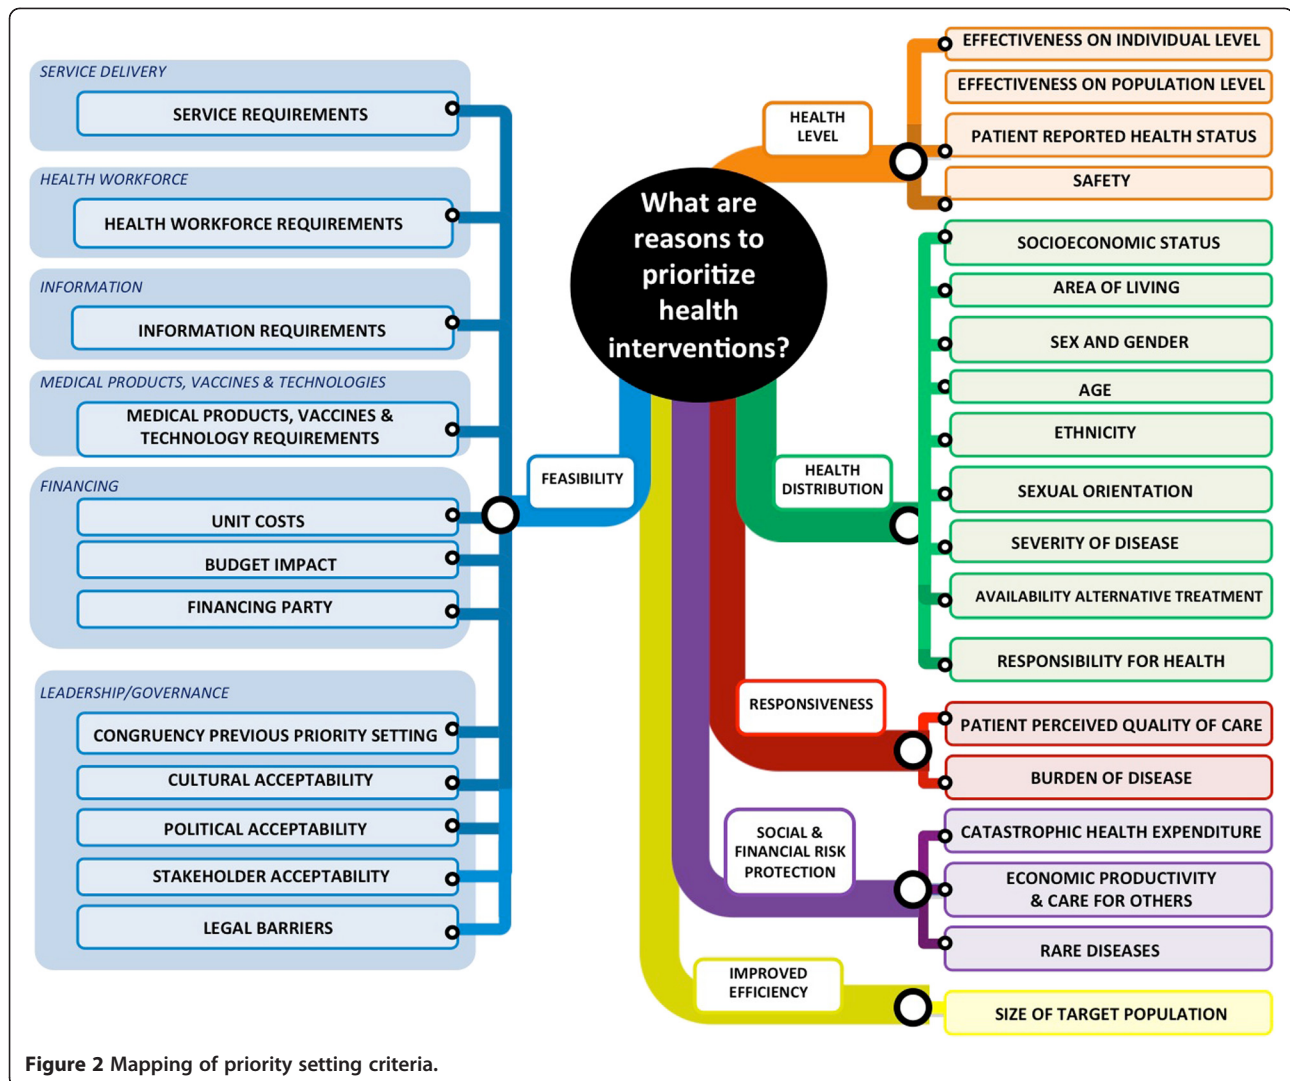 SERVICE DELIVERY
SERVICE REQUIREMENTS
HEALTH WORKFORCE
HEALTH WORKFORCE REQUIREMENTS
INFORMATION
INFORMATION REQUIREMENTS
MEDICAL PRODUCTS, VACCINES & TECHNOLOGIES
MEDICAL PRODUCTS, VACCINES &
TECHNOLOGY REQUIREMENTS
FINANCING
UNIT COSTS
BUDGET IMPACT
FINANCING PARTY
LEADERSHIP/GOVERNANCE
CONGRUENCY PREVIOUS PRIORITY SETTING
CULTURAL ACCEPTABILITY
POLITICAL ACCEPTABILITY
STAKEHOLDER ACCEPTABILITY
LEGAL BARRIERS
FEASIBILITY
What are
reasons to
prioritize
health
interventions?
HEALTH
LEVEL
EFFECTIVENESS ON INDIVIDUAL LEVEL
EFFECTIVENESS ON POPULATION LEVEL
PATIENT REPORTED HEALTH STATUS
SAFETY
HEALTH
DISTRIBUTION
SOCIOECONOMIC STATUS
AREA OF LIVING
SEX AND GENDER
AGE
ETHNICITY
SEXUAL ORIENTATION
SEVERITY OF DISEASE
AVAILABILITY ALTERNATIVE TREATMENT
RESPONSIBILITY FOR HEALTH
RESPONSIVENESS
PATIENT PERCEIVED QUALITY OF CARE
BURDEN OF DISEASE
SOCIAL &
FINANCIAL RISK
PROTECTION
CATASTROPHIC HEALTH EXPENDITURE
ECONOMIC PRODUCTIVITY
& CARE FOR OTHERS
RARE DISEASES
IMPROVED
EFFICIENCY
SIZE OF TARGET POPULATION
Figure 2 Mapping of priority setting criteria.